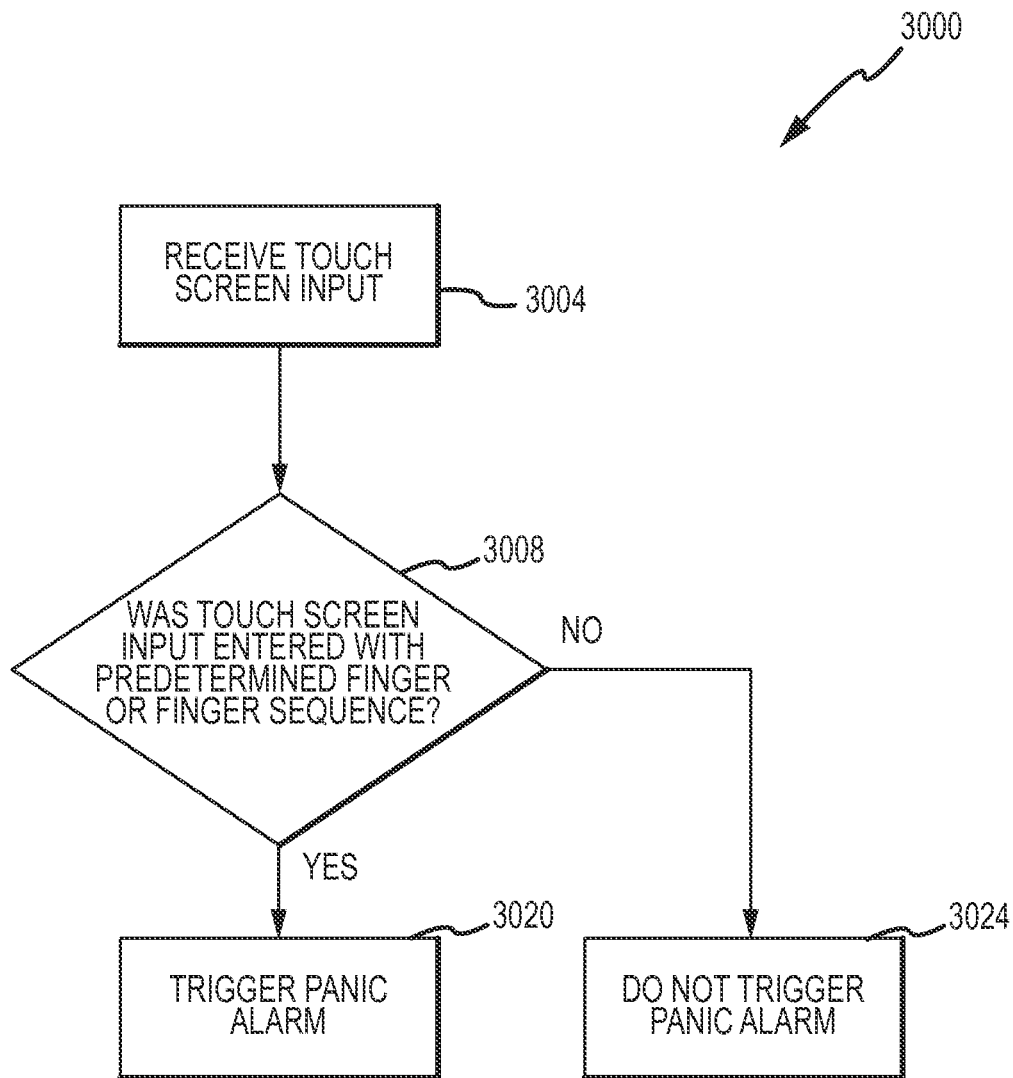 3000
RECEIVE TOUCH
SCREEN INPUT
3004
3008
WAS TOUCH SCREEN
INPUT ENTERED WITH
PREDETERMINED FINGER
OR FINGER SEQUENCE?
NO
YES
3020
TRIGGER PANIC
ALARM
3024
DO NOT TRIGGER
PANIC ALARM